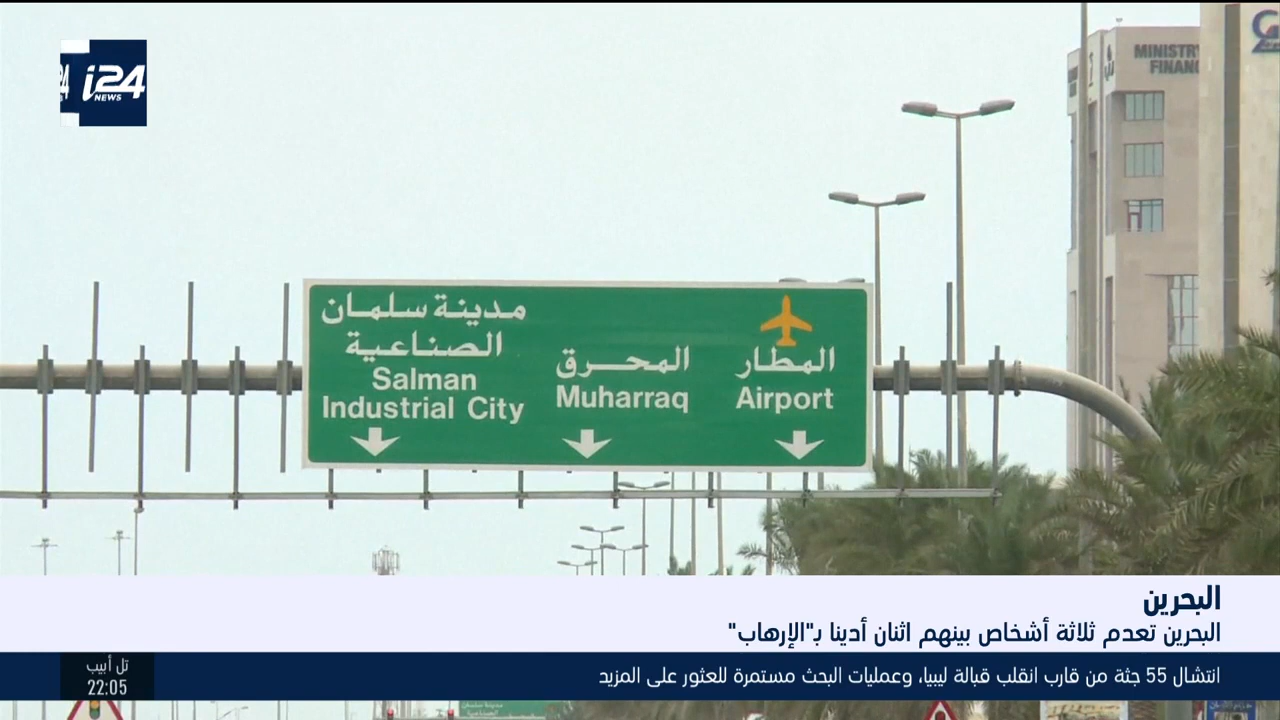 i24
NEWS
MINISTRY
FINANC
مدينة سلمان
الصناعية
Salman
Industrial City
المحرق
Muharraq
المطار
Airport
البحرين
البحرين تعدم ثلاثة أشخاص بينهم اثنان أدينا بـ"الإرهاب"
انتشال 55 جثة من قارب انقلب قبالة ليبيا، وعمليات البحث مستمرة للعثور على المزيد
تل أبيب
22:05